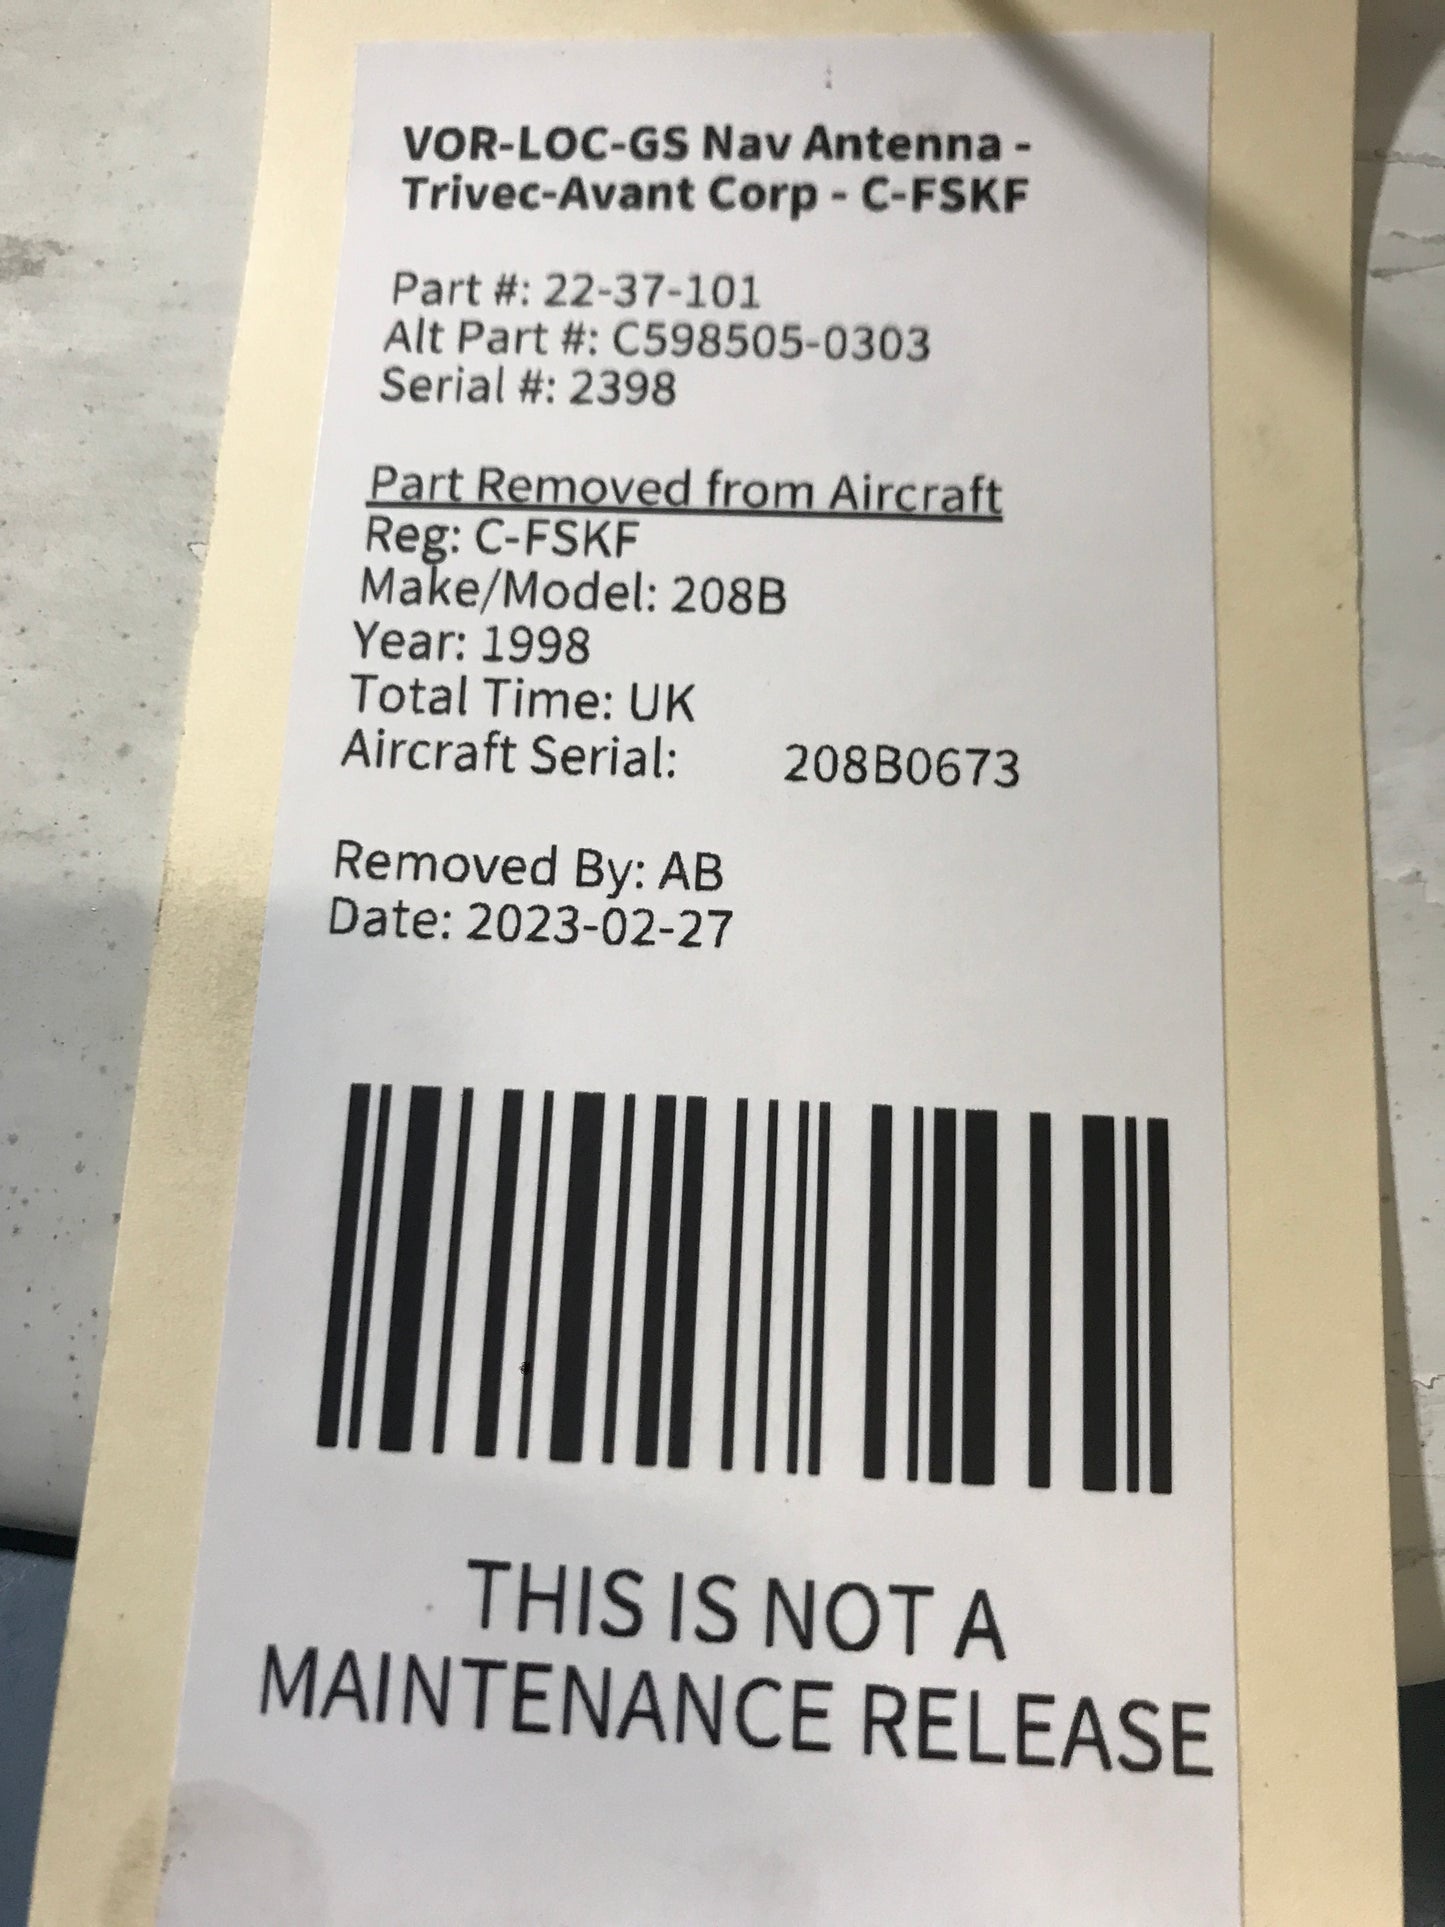 VOR-LOC-GS Nav Antenna -
Trivec-Avant Corp - C-FSKF
Part #: 22-37-101
Alt Part #: C598505-0303
Serial #: 2398
Part Removed from Aircraft
Reg: C-FSKF
Make/Model: 208B
Year: 1998
Total Time: UK
Aircraft Serial: 208B0673
Removed By: AB
Date: 2023-02-27
THIS IS NOT A
MAINTENANCE RELEASE